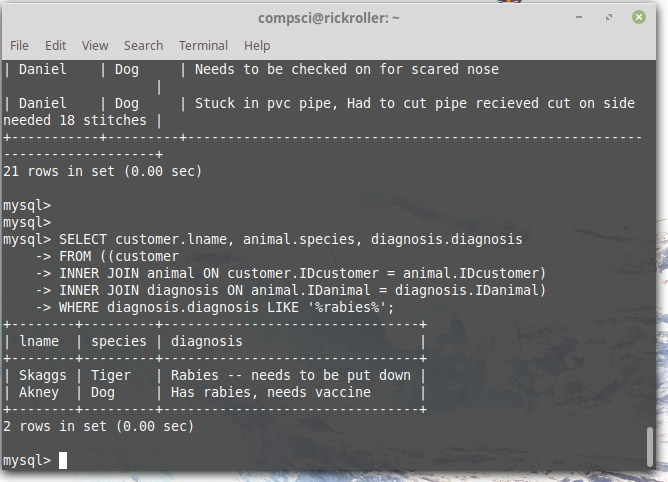 compsci@rickroller: ~
File Edit View Search Terminal Help
| Daniel    | Dog     | Needs to be checked on for scared nose
                   |
| Daniel    | Dog     | Stuck in pvc pipe, Had to cut pipe recieved cut on side
needed 18 stitches |
+-----------+---------+--------------------------------------------------------
-------------------+
21 rows in set (0.00 sec)
mysql>
mysql>
mysql> SELECT customer.lname, animal.species, diagnosis.diagnosis
    -> FROM ((customer
    -> INNER JOIN animal ON customer.IDcustomer = animal.IDcustomer)
    -> INNER JOIN diagnosis ON animal.IDanimal = diagnosis.IDanimal)
    -> WHERE diagnosis.diagnosis LIKE '%rabies%';
+--------+---------+--------------------------------+
| lname  | species | diagnosis                      |
+--------+---------+--------------------------------+
| Skaggs | Tiger   | Rabies -- needs to be put down |
| Akney  | Dog     | Has rabies, needs vaccine      |
+--------+---------+--------------------------------+
2 rows in set (0.00 sec)
mysql>